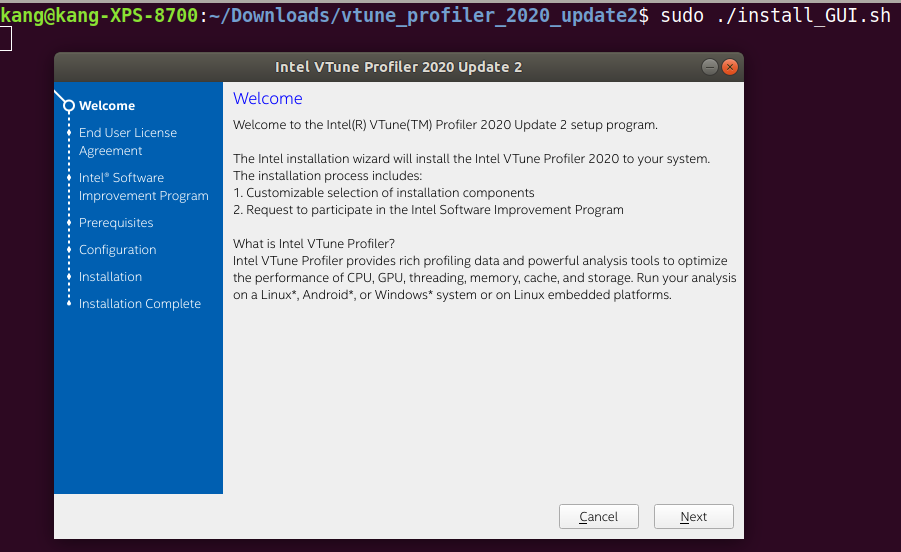 kang@kang-XPS-8700:~/Downloads/vtune_profiler_2020_update2$ sudo ./install_GUI.sh
Intel VTune Profiler 2020 Update 2
Welcome
End User License
Agreement
Intel® Software
Improvement Program
Prerequisites
Configuration
Installation
Installation Complete
Welcome
Welcome to the Intel(R) VTune(TM) Profiler 2020 Update 2 setup program.
The Intel installation wizard will install the Intel VTune Profiler 2020 to your system.
The installation process includes:
1. Customizable selection of installation components
2. Request to participate in the Intel Software Improvement Program
What is Intel VTune Profiler?
Intel VTune Profiler provides rich profiling data and powerful analysis tools to optimize
the performance of CPU, GPU, threading, memory, cache, and storage. Run your analysis
on a Linux*, Android*, or Windows* system or on Linux embedded platforms.
Cancel
Next